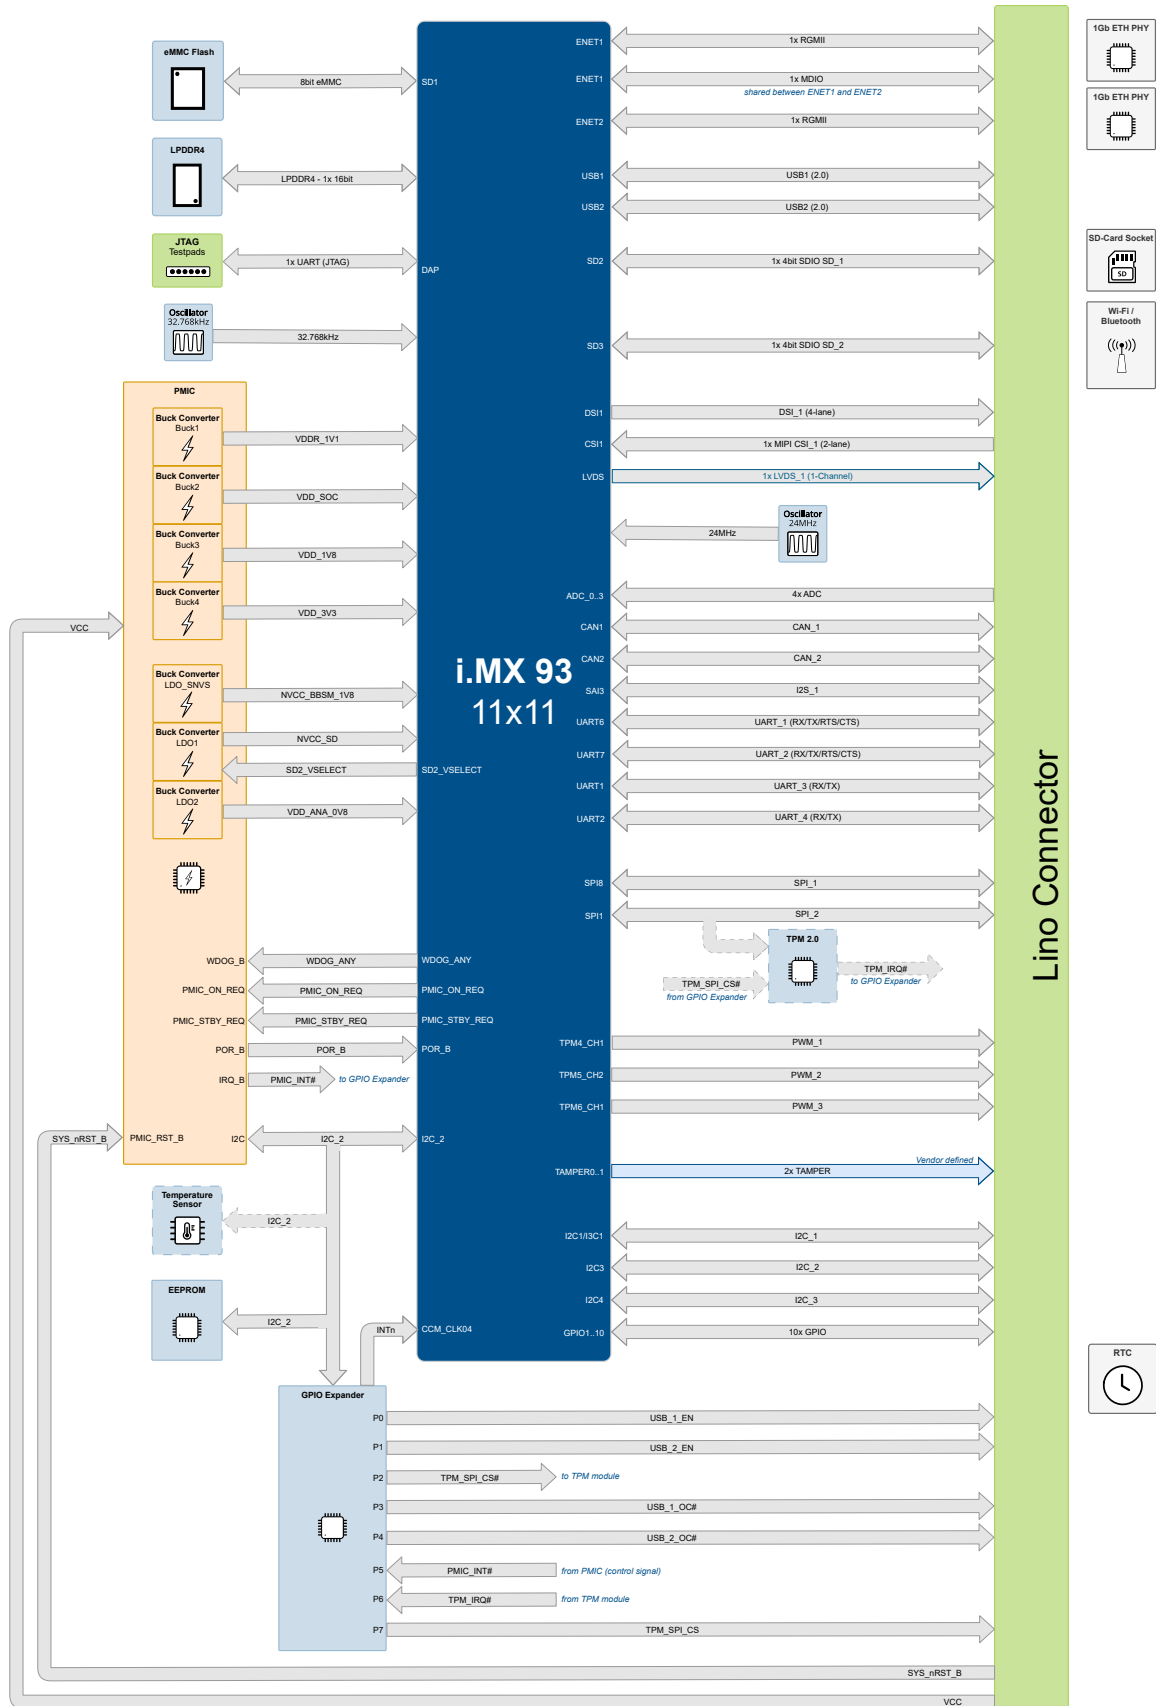 eMMC Flash
8bit eMMC
SD1
LPDDR4
LPDDR4 - 1x 16bit
JTAG
Testpads
1x UART (JTAG)
DAP
Oscillator
32.768kHz
32.768kHz
PMIC
Buck Converter
Buck1
VDDR_1V1
Buck Converter
Buck2
VDD_SOC
Buck Converter
Buck3
VDD_1V8
Buck Converter
Buck4
VDD_3V3
VCC
Buck Converter
LDO_SNVS
NVCC_BBSM_1V8
Buck Converter
LDO1
NVCC_SD
SD2_VSELECT
SD2_VSELECT
Buck Converter
LDO2
VDD_ANA_0V8
WDOG_B
WDOG_ANY
WDOG_ANY
PMIC_ON_REQ
PMIC_ON_REQ
PMIC_ON_REQ
PMIC_STBY_REQ
PMIC_STBY_REQ
PMIC_STBY_REQ
POR_B
POR_B
POR_B
IRQ_B
PMIC_INT#
to GPIO Expander
SYS_nRST_B
PMIC_RST_B
I2C
I2C_2
I2C_2
Temperature
Sensor
I2C_2
EEPROM
I2C_2
INTn
CCM_CLK04
i.MX 93
11x11
ENET1
1x RGMII
ENET1
1x MDIO
shared between ENET1 and ENET2
ENET2
1x RGMII
USB1
USB1 (2.0)
USB2
USB2 (2.0)
SD2
1x 4bit SDIO SD_1
SD3
1x 4bit SDIO SD_2
DSI1
DSI_1 (4-lane)
CSI1
1x MIPI CSI_1 (2-lane)
LVDS
1x LVDS_1 (1-Channel)
24MHz
Oscillator
24MHz
ADC_0..3
4x ADC
CAN1
CAN_1
CAN2
CAN_2
SAI3
I2S_1
UART6
UART_1 (RX/TX/RTS/CTS)
UART7
UART_2 (RX/TX/RTS/CTS)
UART1
UART_3 (RX/TX)
UART2
UART_4 (RX/TX)
SPI8
SPI_1
SPI1
SPI_2
TPM 2.0
TPM_SPI_CS#
from GPIO Expander
TPM_IRQ#
to GPIO Expander
TPM4_CH1
PWM_1
TPM5_CH2
PWM_2
TPM6_CH1
PWM_3
Vendor defined
TAMPER0..1
2x TAMPER
I2C1/I3C1
I2C_1
I2C3
I2C_2
I2C4
I2C_3
GPIO1..10
10x GPIO
GPIO Expander
P0
USB_1_EN
P1
USB_2_EN
P2
TPM_SPI_CS#
to TPM module
P3
USB_1_OC#
P4
USB_2_OC#
P5
PMIC_INT#
from PMIC (control signal)
P6
TPM_IRQ#
from TPM module
P7
TPM_SPI_CS
SYS_nRST_B
VCC
Lino Connector
1Gb ETH PHY
1Gb ETH PHY
SD-Card Socket
SD
Wi-Fi /
Bluetooth
RTC